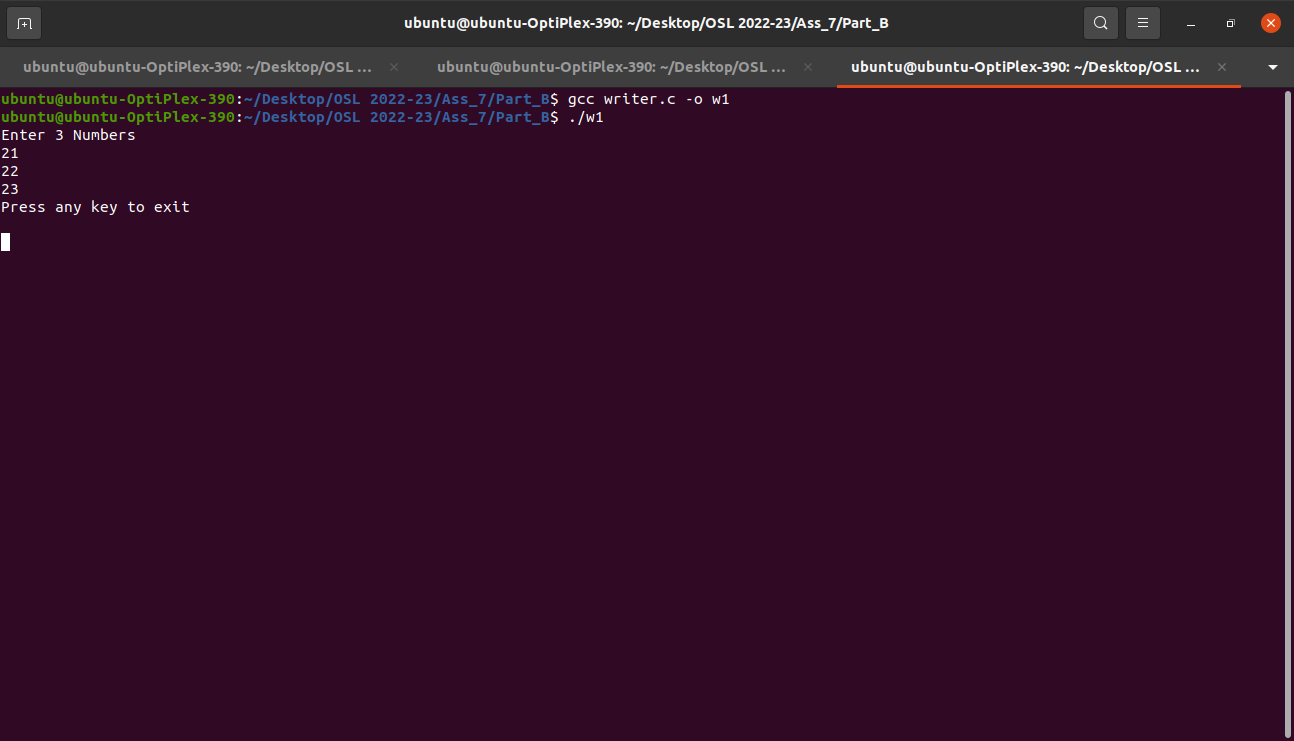 ubuntu@ubuntu-OptiPlex-390: ~/Desktop/OSL 2022-23/Ass_7/Part_B
ubuntu@ubuntu-OptiPlex-390: ~/Desktop/OSL ...
ubuntu@ubuntu-OptiPlex-390: ~/Desktop/OSL ...
ubuntu@ubuntu-OptiPlex-390: ~/Desktop/OSL ...
ubuntu@ubuntu-OptiPlex-390:~/Desktop/OSL 2022-23/Ass_7/Part_B$ gcc writer.c -o w1
ubuntu@ubuntu-OptiPlex-390:~/Desktop/OSL 2022-23/Ass_7/Part_B$ ./w1
Enter 3 Numbers
21
22
23
Press any key to exit